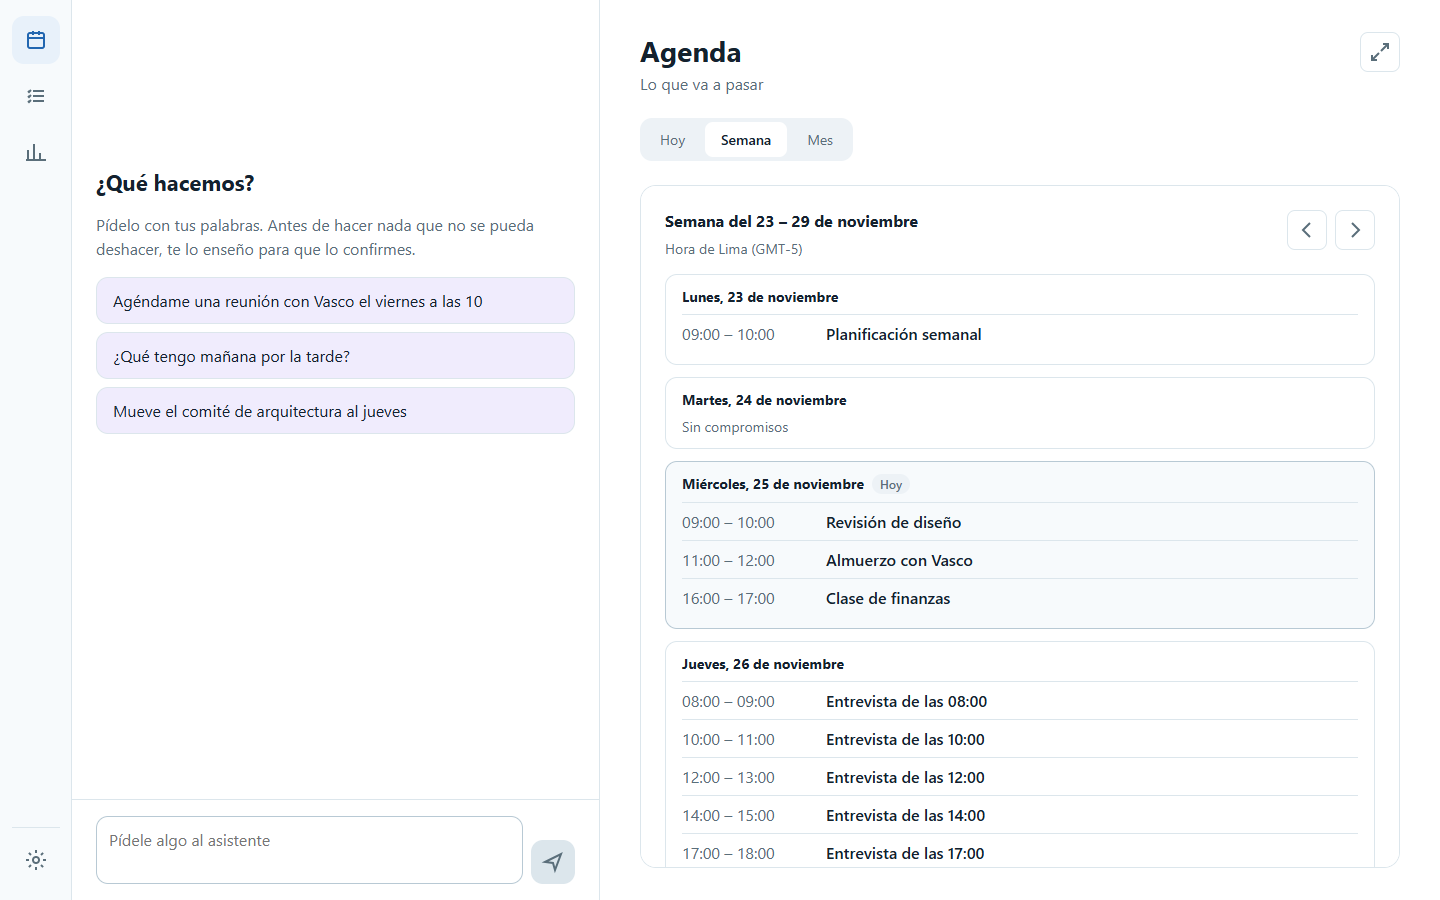 ¿Qué hacemos?
Pídelo con tus palabras. Antes de hacer nada que no se pueda
deshacer, te lo enseño para que lo confirmes.
Agéndame una reunión con Vasco el viernes a las 10
¿Qué tengo mañana por la tarde?
Mueve el comité de arquitectura al jueves
Pídele algo al asistente
Agenda
Lo que va a pasar
Hoy
Semana
Mes
Semana del 23 – 29 de noviembre
Hora de Lima (GMT-5)
Lunes, 23 de noviembre
09:00 – 10:00 Planificación semanal
Martes, 24 de noviembre
Sin compromisos
Miércoles, 25 de noviembre Hoy
09:00 – 10:00 Revisión de diseño
11:00 – 12:00 Almuerzo con Vasco
16:00 – 17:00 Clase de finanzas
Jueves, 26 de noviembre
08:00 – 09:00 Entrevista de las 08:00
10:00 – 11:00 Entrevista de las 10:00
12:00 – 13:00 Entrevista de las 12:00
14:00 – 15:00 Entrevista de las 14:00
17:00 – 18:00 Entrevista de las 17:00